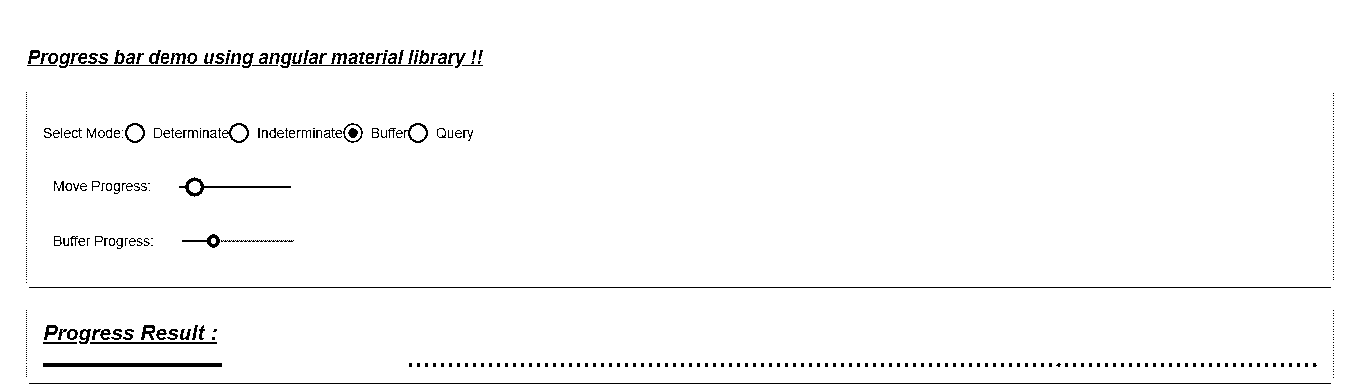 Progress bar demo using angular material library !!
Select Mode: Determinate Indeterminate Buffer Query
Move Progress:
Buffer Progress:
Progress Result :